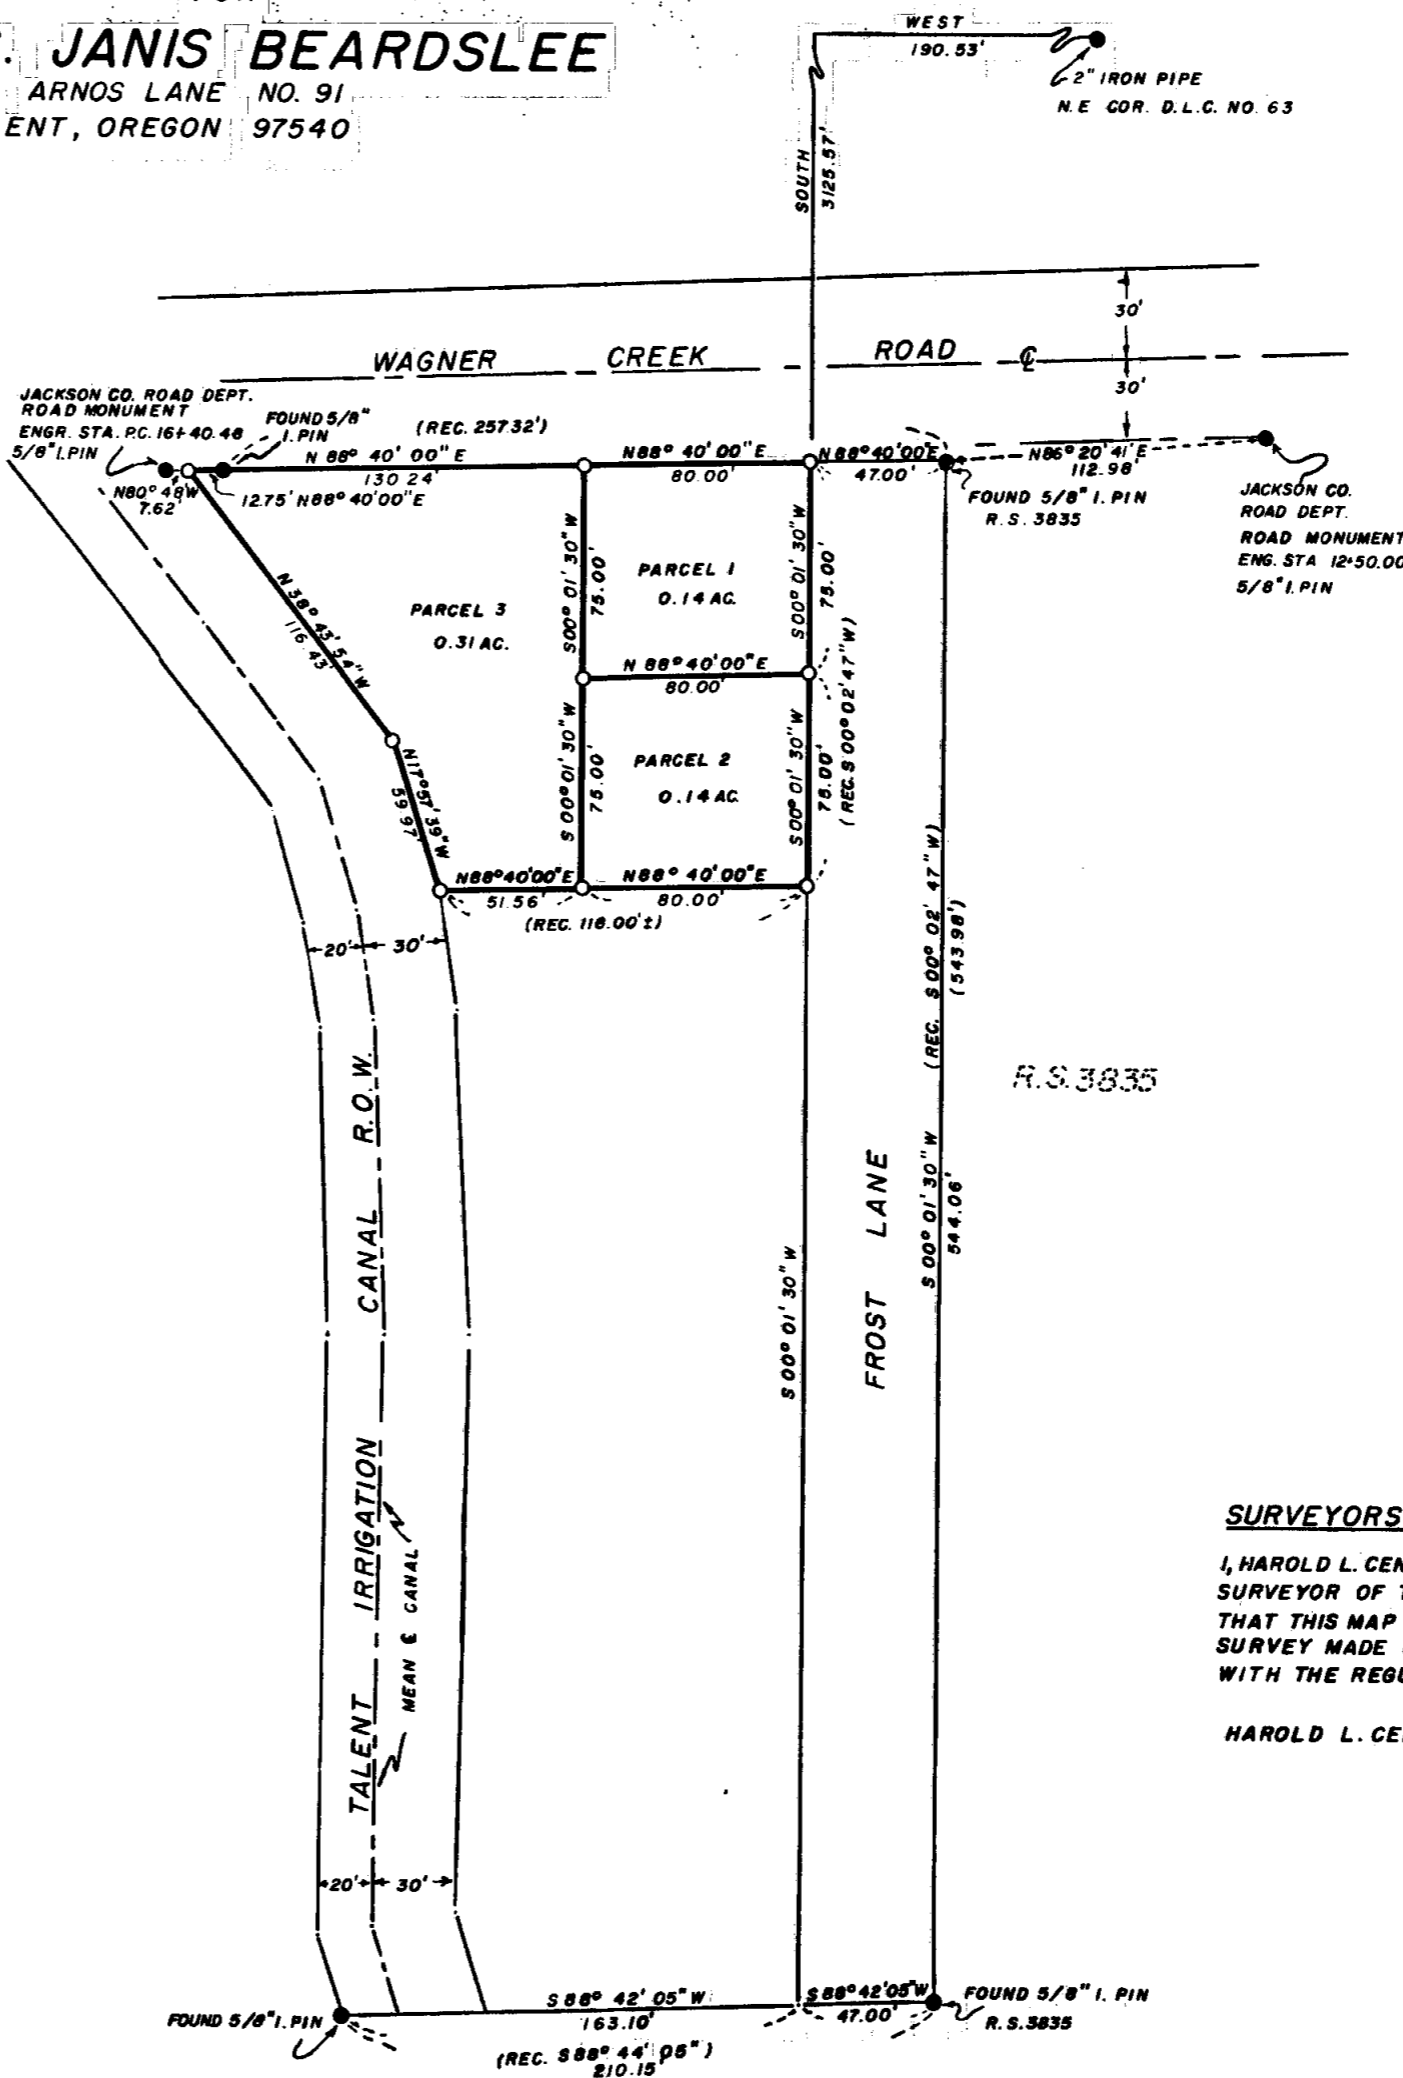 JANIS BEARDSLEE
ARNOS LANE NO. 91
ENT, OREGON 97540
WEST
190.53'
2" IRON PIPE
N.E COR. D.L.C. NO. 63
SOUTH
3125.57'
30'
WAGNER CREEK ROAD ℄
30'
JACKSON CO. ROAD DEPT.
ROAD MONUMENT
ENGR. STA. P.C. 16+40.48
5/8" I.PIN
FOUND 5/8"
I.PIN
(REC. 257.32')
N 88° 40' 00" E
130.24'
N88° 40'00"E
80.00'
N88°40'00"E
47.00'
N86°20'41"E
112.98'
N80°48'W
7.62'
12.75' N88°40'00"E
FOUND 5/8" I.PIN
R.S. 3835
JACKSON CO.
ROAD DEPT.
ROAD MONUMENT
ENG. STA 12+50.00
5/8" I.PIN
N 38° 43' 54" W
116.43'
PARCEL 3
0.31 AC.
S00° 01' 30" W
75.00'
PARCEL 1
0.14 AC.
S00° 01' 30" W
75.00'
(REC. S 00° 02' 47" W)
N 88° 40'00"E
80.00'
N17°57'39"W
59.97'
S 00° 01' 30" W
75.00'
PARCEL 2
0.14 AC.
S00° 01' 30" W
75.00'
N88°40'00"E
51.56'
N88° 40'00"E
80.00'
(REC. 118.00'±)
20' 30'
(REC. S 00° 02' 47" W)
(543.98')
R.S. 3835
S 00° 01' 30" W
544.06'
S 00° 01' 30" W
FROST LANE
TALENT IRRIGATION CANAL R.O.W.
MEAN ℄ CANAL
SURVEYORS
I, HAROLD L. CEN
SURVEYOR OF T
THAT THIS MAP
SURVEY MADE
WITH THE REGU
HAROLD L. CE
20' 30'
FOUND 5/8" I.PIN
S 88° 42' 05" W
163.10'
S 88° 42'05" W
47.00'
FOUND 5/8" I. PIN
R.S.3835
(REC. S 88° 44' 05")
210.15'